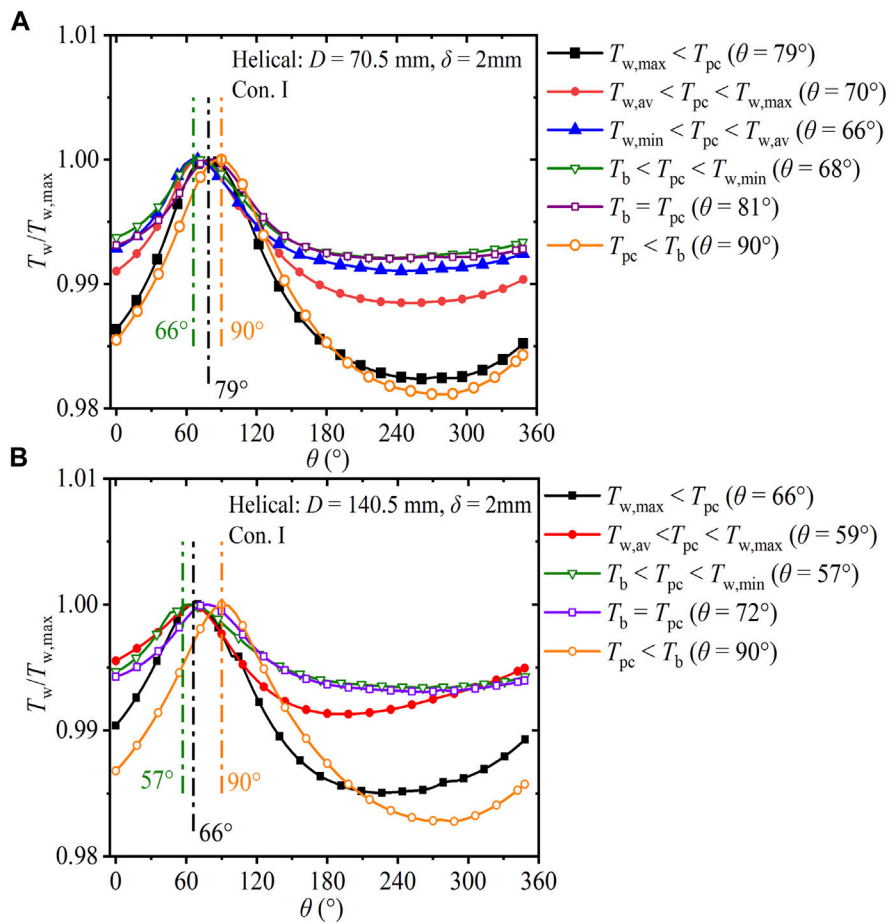 A
1.01
Helical: D = 70.5 mm, δ = 2mm
Con. I
T_w,max < T_pc (θ = 79°)
T_w,av < T_pc < T_w,max (θ = 70°)
T_w,min < T_pc < T_w,av (θ = 66°)
T_b < T_pc < T_w,min (θ = 68°)
T_b = T_pc (θ = 81°)
T_pc < T_b (θ = 90°)
1.00
T_w/T_w,max
0.99
66°
90°
79°
0.98
0 60 120 180 240 300 360
θ (°)
B
1.01
Helical: D = 140.5 mm, δ = 2mm
Con. I
T_w,max < T_pc (θ = 66°)
T_w,av <T_pc < T_w,max (θ = 59°)
T_b < T_pc < T_w,min (θ = 57°)
T_b = T_pc (θ = 72°)
T_pc < T_b (θ = 90°)
1.00
T_w/T_w,max
0.99
57°
90°
66°
0.98
0 60 120 180 240 300 360
θ (°)